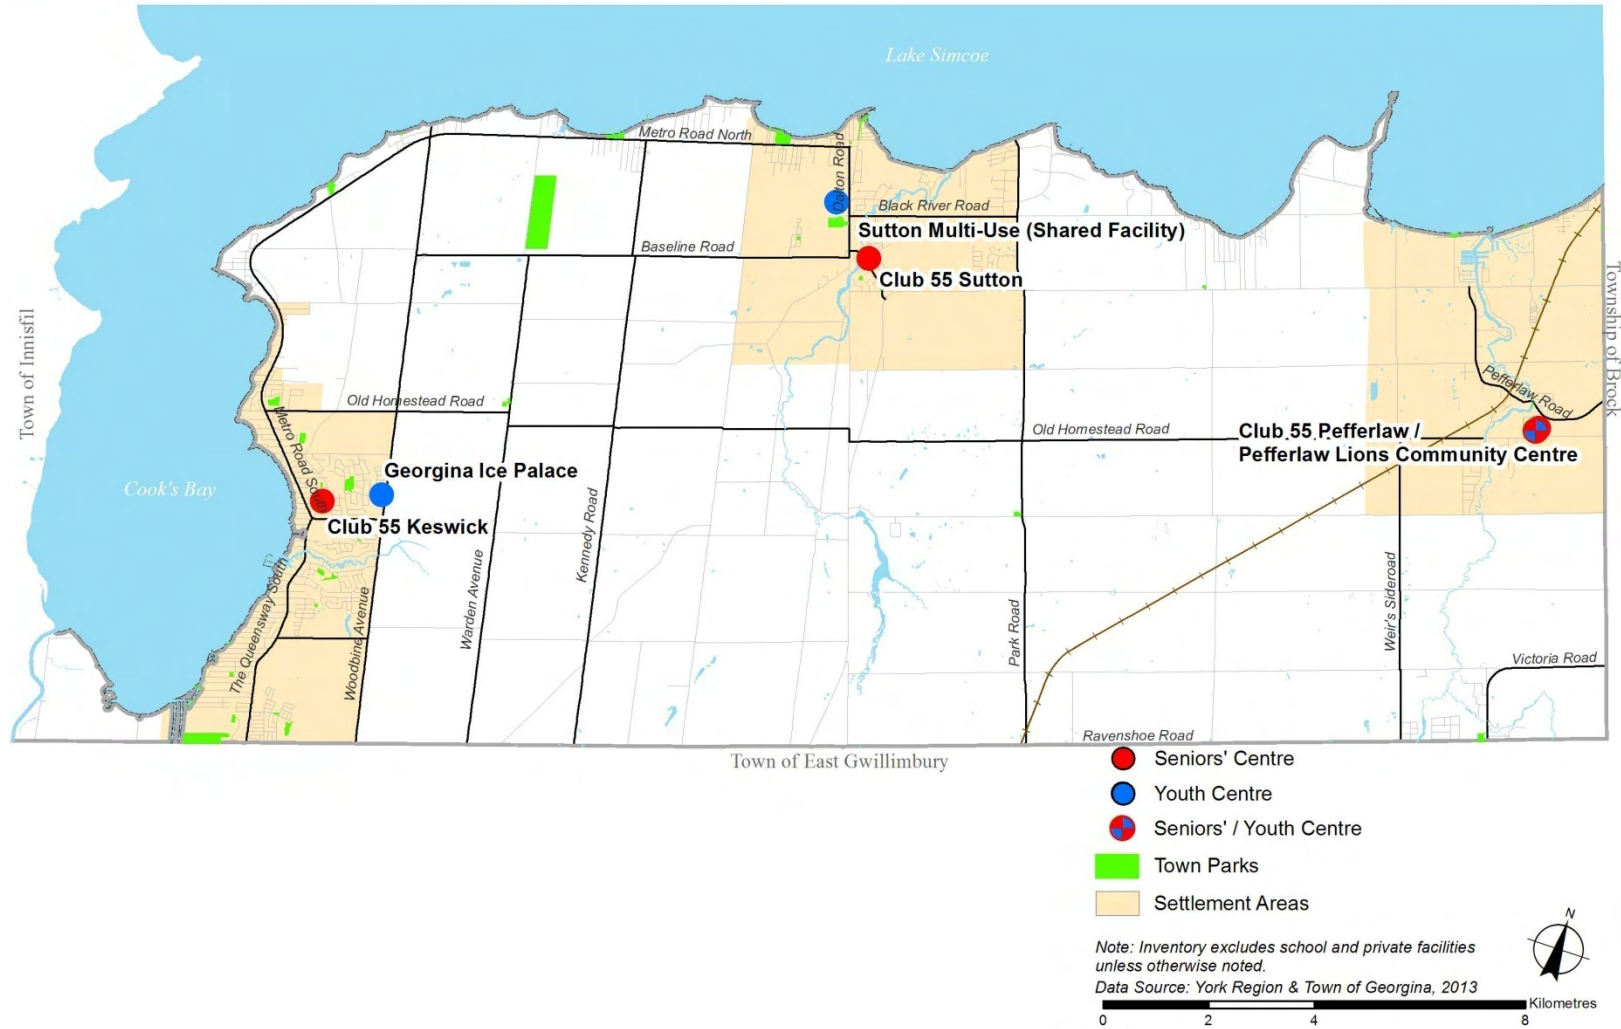 Lake Simcoe
Metro Road North
Dalton Road
Black River Road
Sutton Multi-Use (Shared Facility)
Baseline Road
Club 55 Sutton
Town of Innisfil
Township of Brock
Pefferlaw Road
Old Homestead Road
Metro Road South
Old Homestead Road
Club 55 Pefferlaw /
Pefferlaw Lions Community Centre
Georgina Ice Palace
Cook's Bay
Club 55 Keswick
The Queensway South
Woodbine Avenue
Warden Avenue
Kennedy Road
Park Road
Weir's Sideroad
Victoria Road
Ravenshoe Road
Town of East Gwillimbury
Seniors' Centre
Youth Centre
Seniors' / Youth Centre
Town Parks
Settlement Areas
N
Note: Inventory excludes school and private facilities
unless otherwise noted.
Data Source: York Region & Town of Georgina, 2013
Kilometres
0 2 4 8